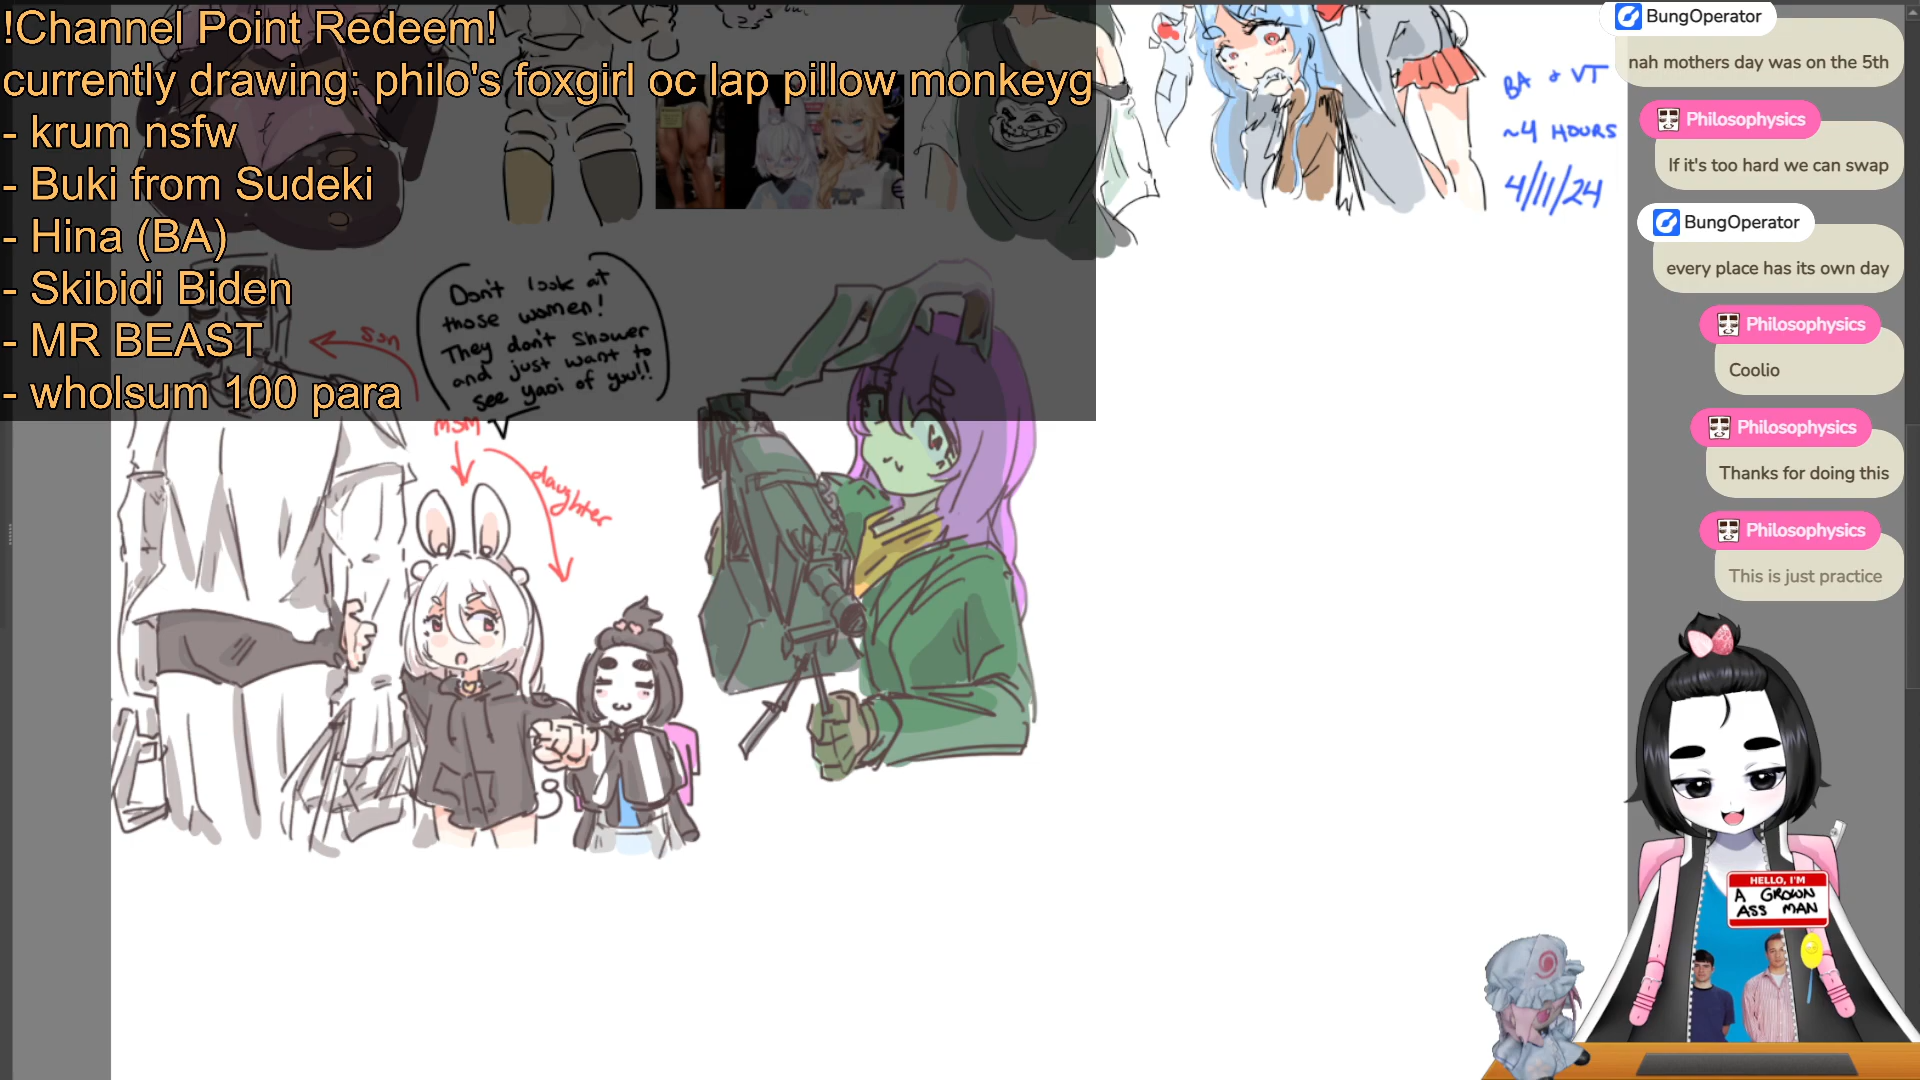 !Channel Point Redeem!
currently drawing: philo's foxgirl oc lap pillow monkeyg
- krum nsfw
- Buki from Sudeki
- Hina (BA)
- Skibidi Biden
- MR BEAST
- wholsum 100 para
Don't look at
those women!
They don't shower
and just want to
see yaoi of you!!
son
mom
daughter
BA & VT
~4 HOURS
4/11/24
BungOperator
nah mothers day was on the 5th
Philosophysics
If it's too hard we can swap
BungOperator
every place has its own day
Philosophysics
Coolio
Philosophysics
Thanks for doing this
Philosophysics
This is just practice
HELLO, I'M
A GROWN
ASS MAN